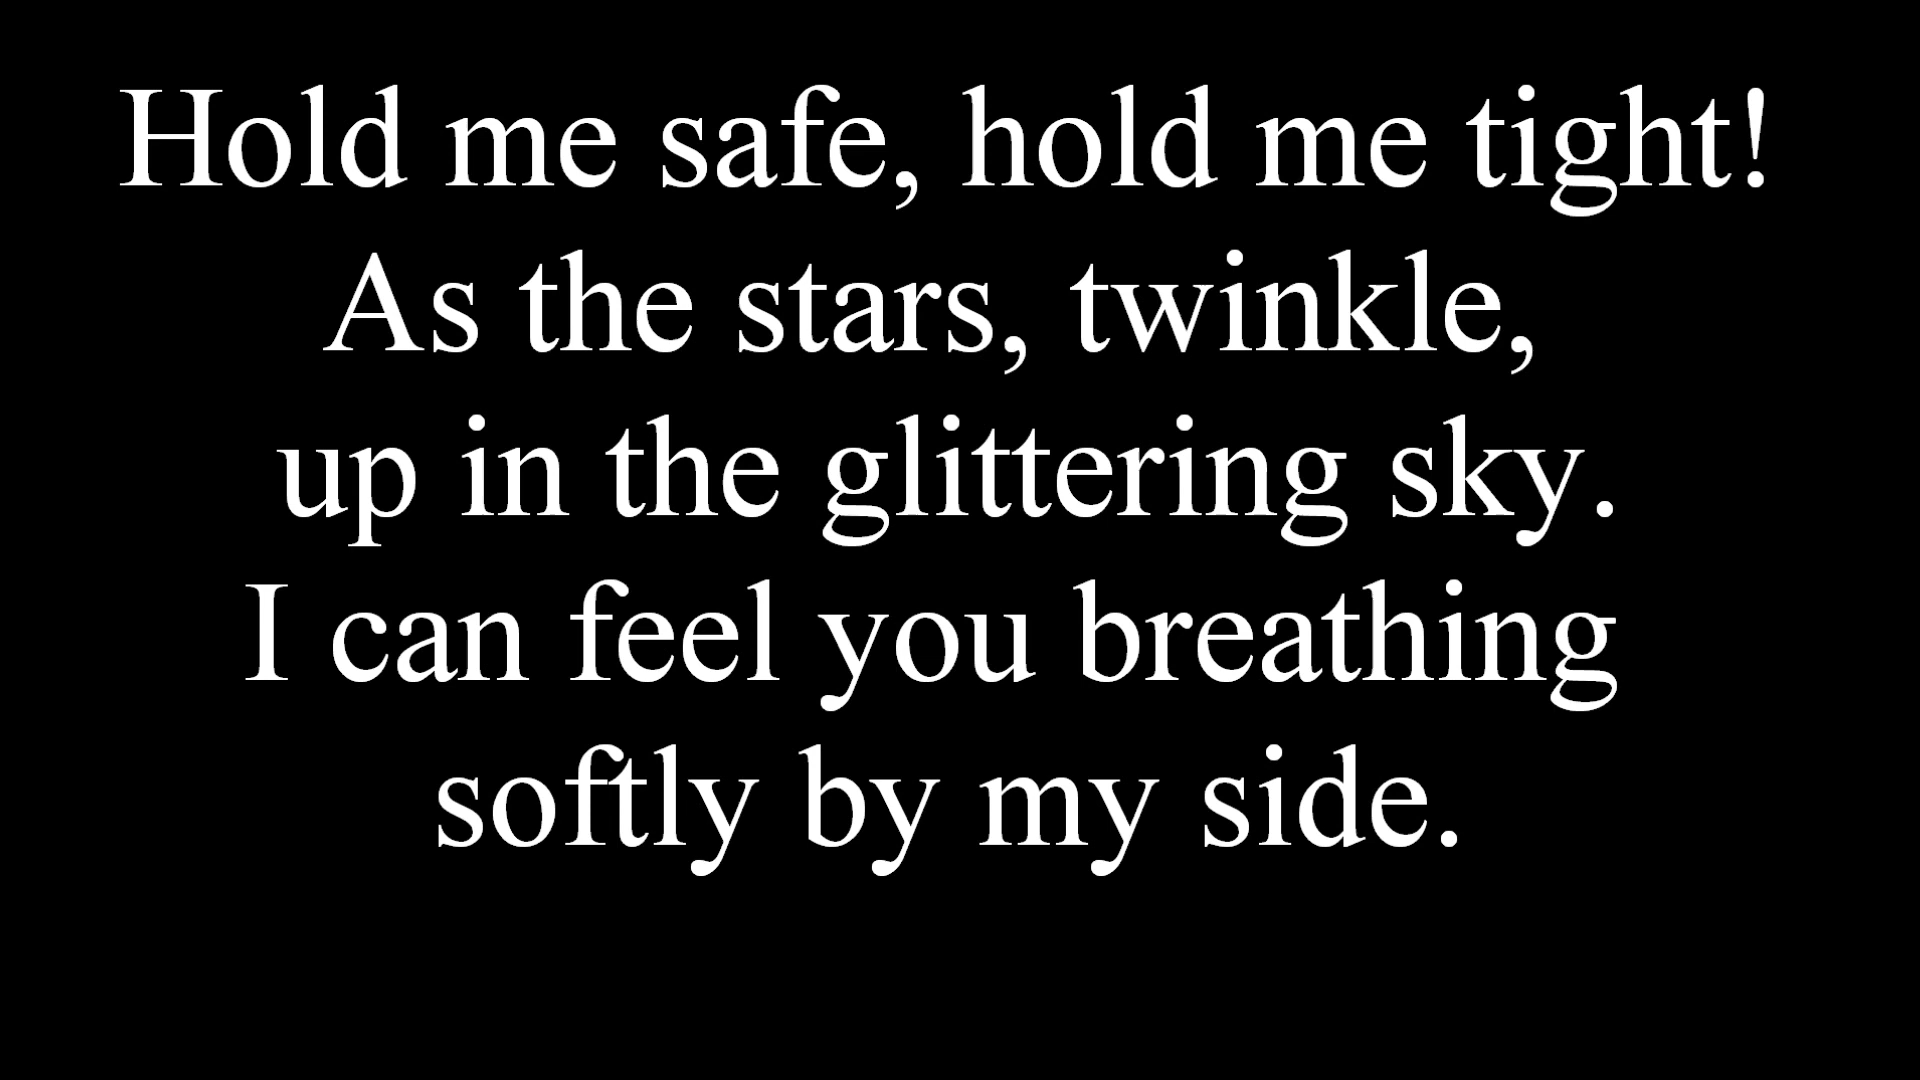 Hold me safe, hold me tight!
As the stars, twinkle,
up in the glittering sky.
I can feel you breathing
softly by my side.